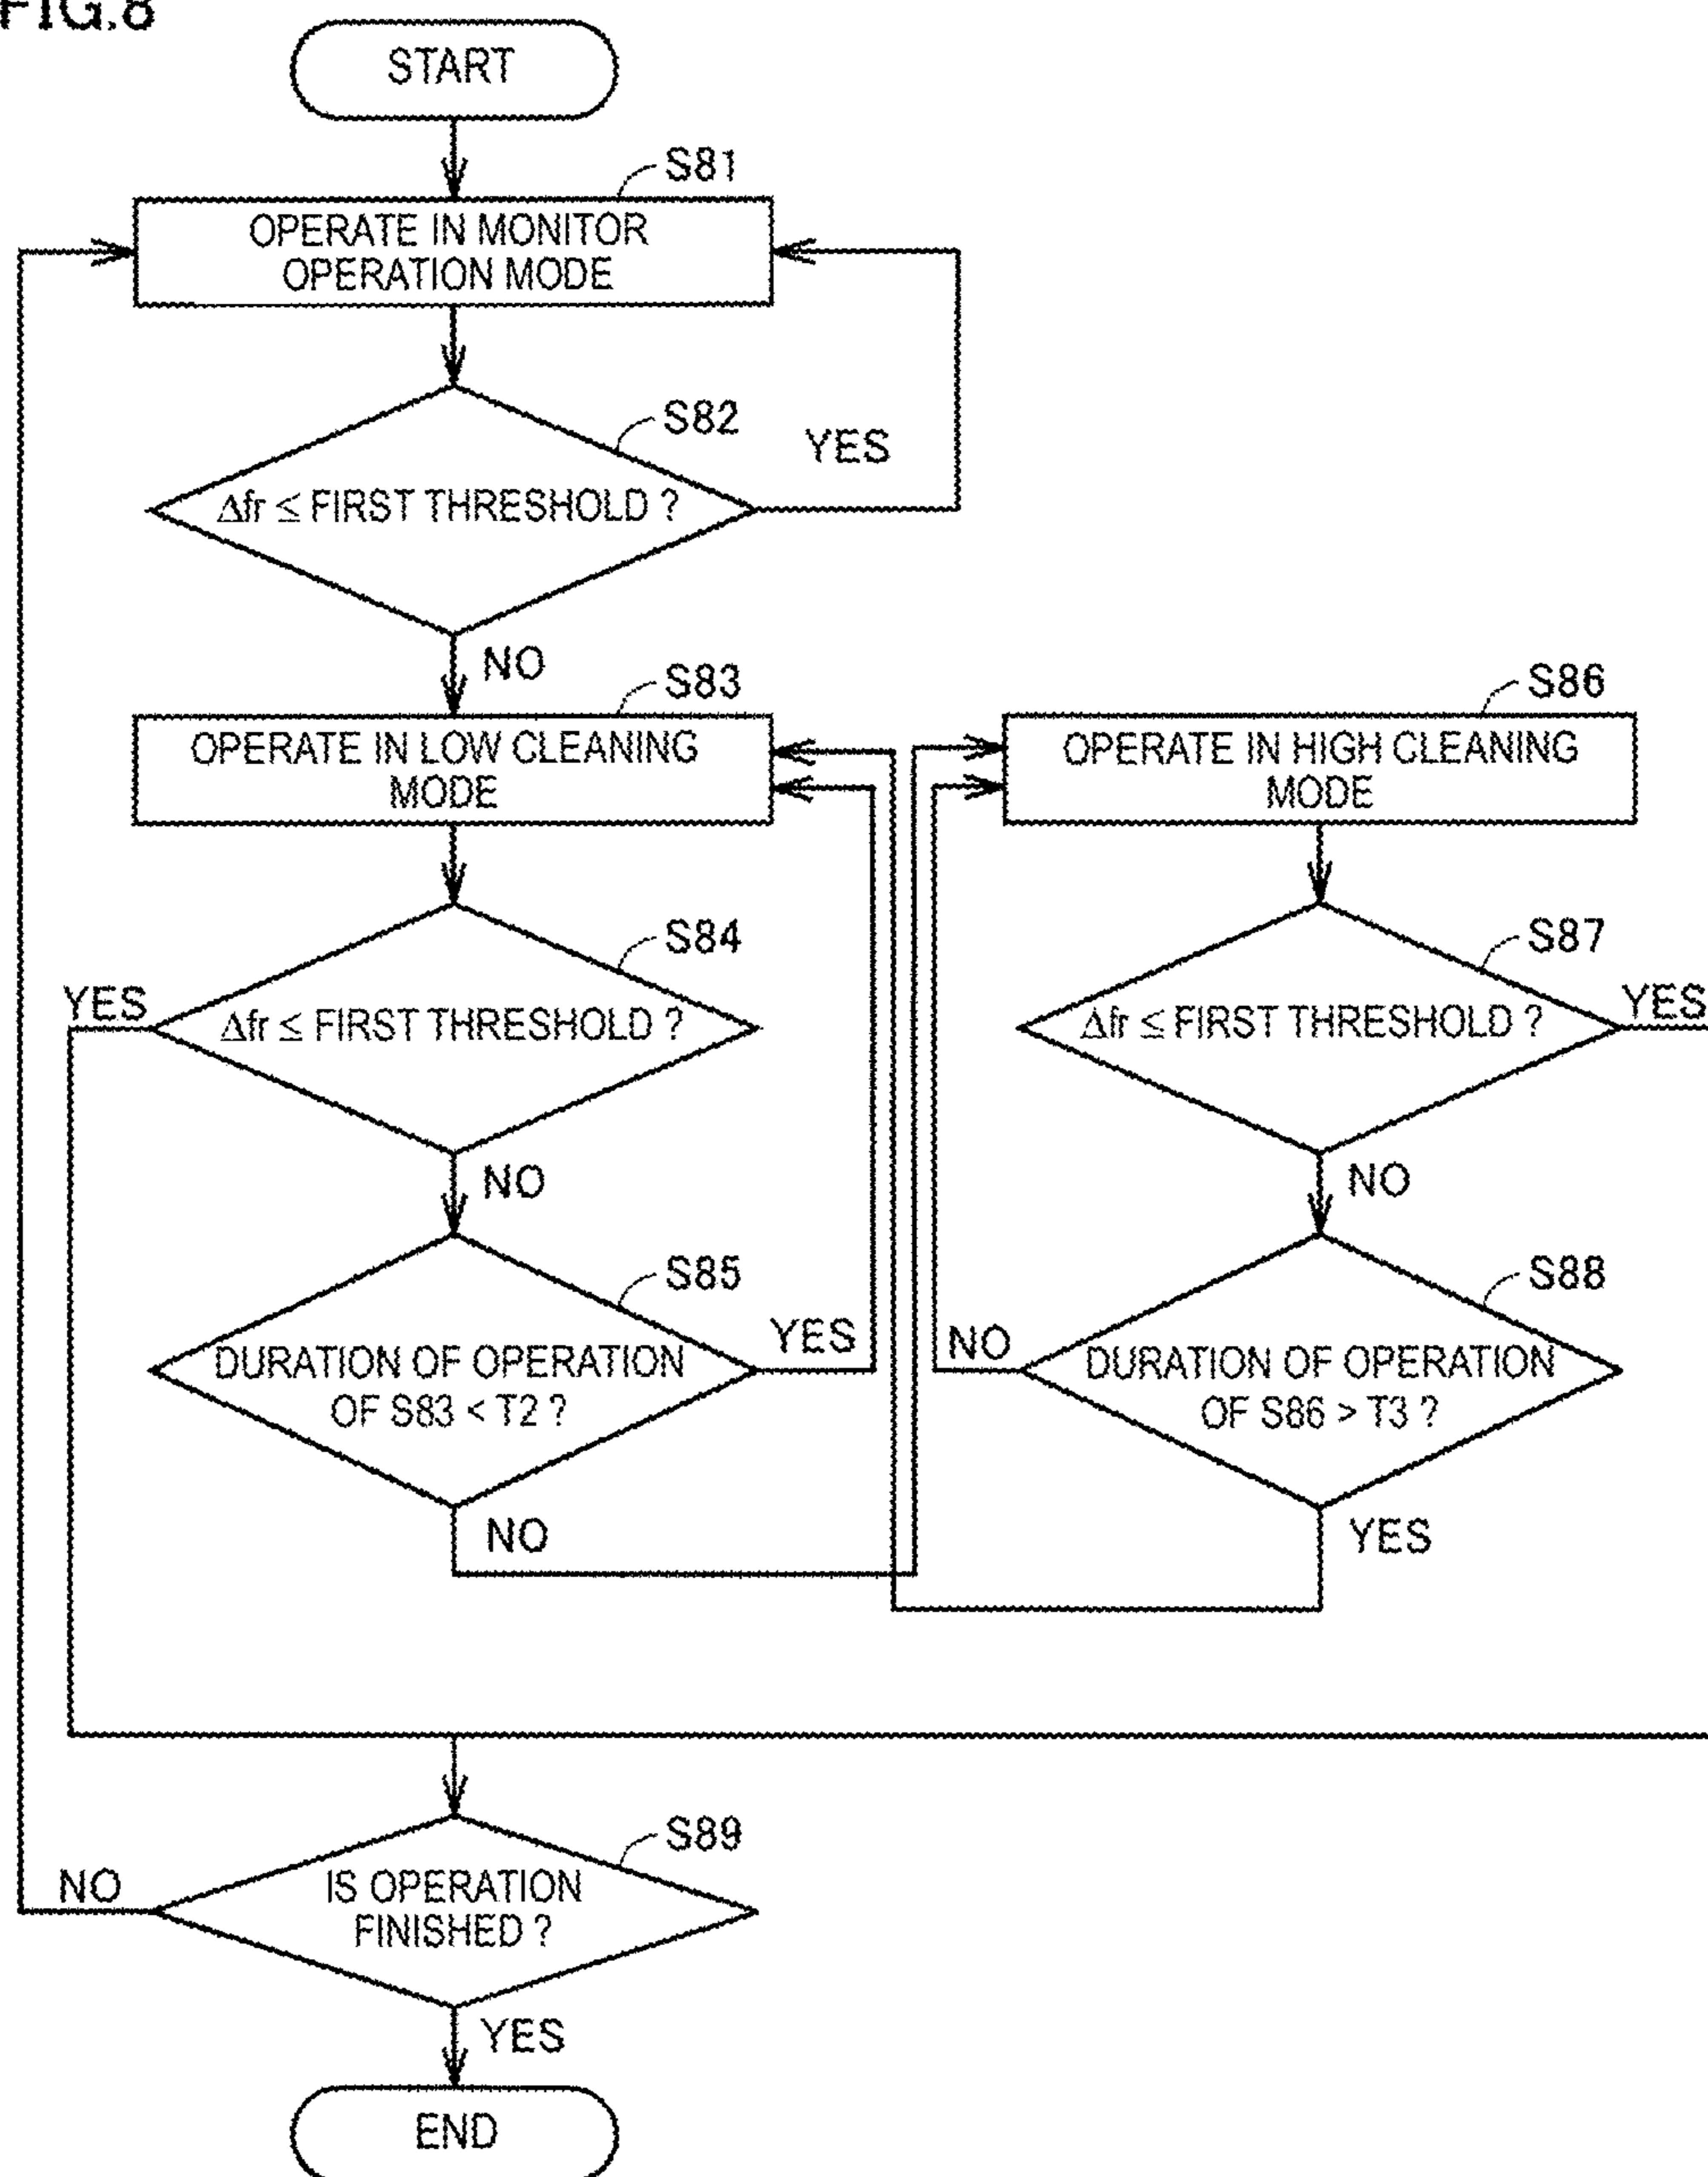 FIG.8
START
S81
OPERATE IN MONITOR
OPERATION MODE
S82
YES
Δfr ≤ FIRST THRESHOLD ?
NO
S83
OPERATE IN LOW CLEANING
MODE
S84
YES
Δfr ≤ FIRST THRESHOLD ?
NO
S85
YES
DURATION OF OPERATION
OF S83 < T2 ?
NO
S86
OPERATE IN HIGH CLEANING
MODE
S87
YES
Δfr ≤ FIRST THRESHOLD ?
NO
S88
NO
DURATION OF OPERATION
OF S86 > T3 ?
YES
S89
NO
IS OPERATION
FINISHED ?
YES
END